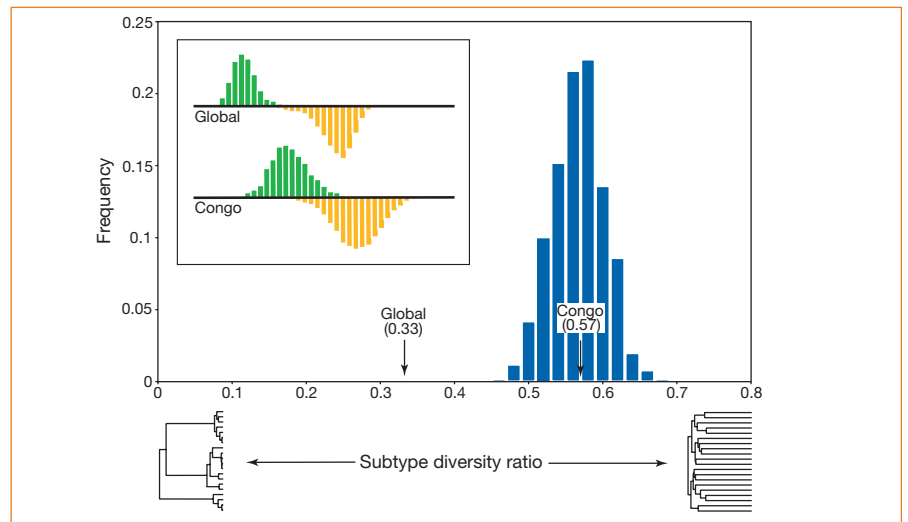 0.25
0.2
0.15
0.1
0.05
0
Frequency
Global
Congo
Global
(0.33)
Congo
(0.57)
0 0.1 0.2 0.3 0.4 0.5 0.6 0.7 0.8
Subtype diversity ratio